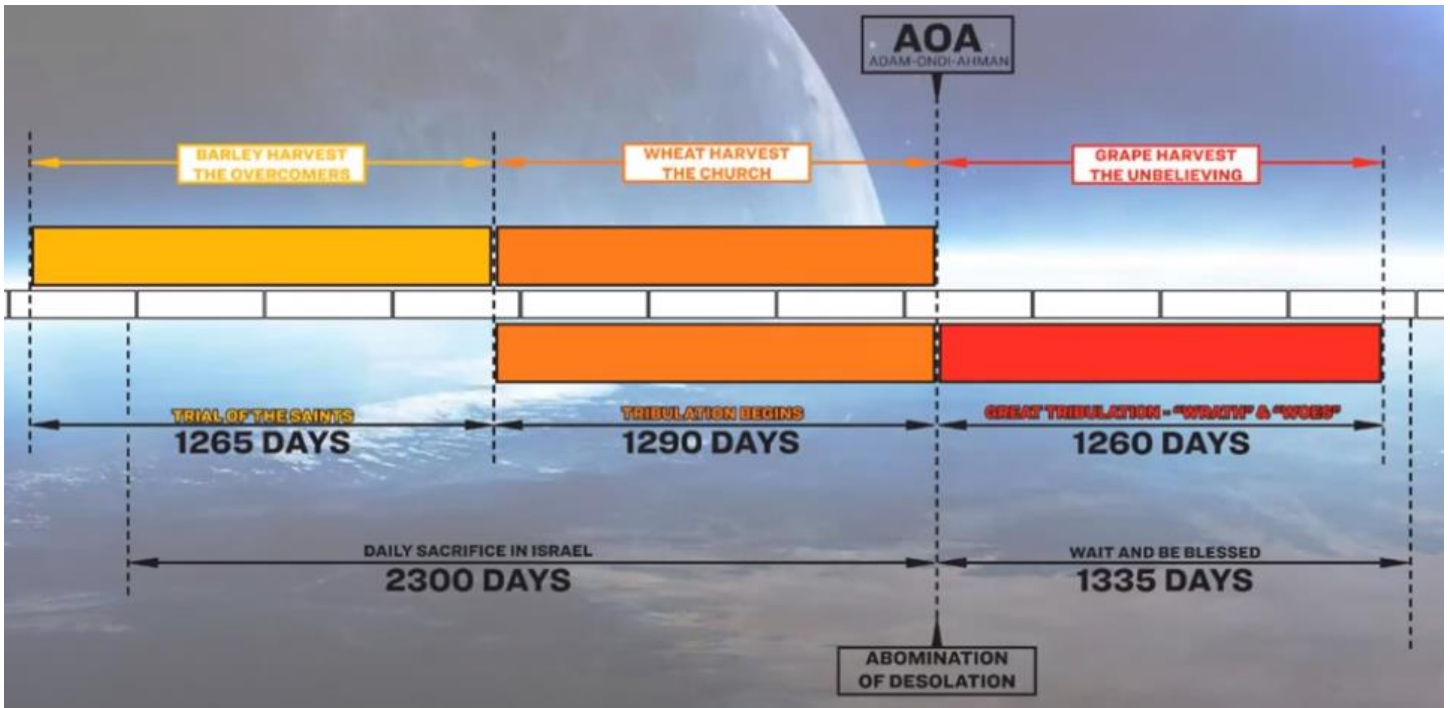 AOA
ADAM-ONDI-AHMAN
BARLEY HARVEST
THE OVERCOMERS
WHEAT HARVEST
THE CHURCH
GRAPE HARVEST
THE UNBELIEVING
TRIAL OF THE SAINTS
1265 DAYS
TRIBULATION BEGINS
1290 DAYS
GREAT TRIBULATION - "WRATH" & "WOES"
1260 DAYS
DAILY SACRIFICE IN ISRAEL
2300 DAYS
WAIT AND BE BLESSED
1335 DAYS
ABOMINATION
OF DESOLATION